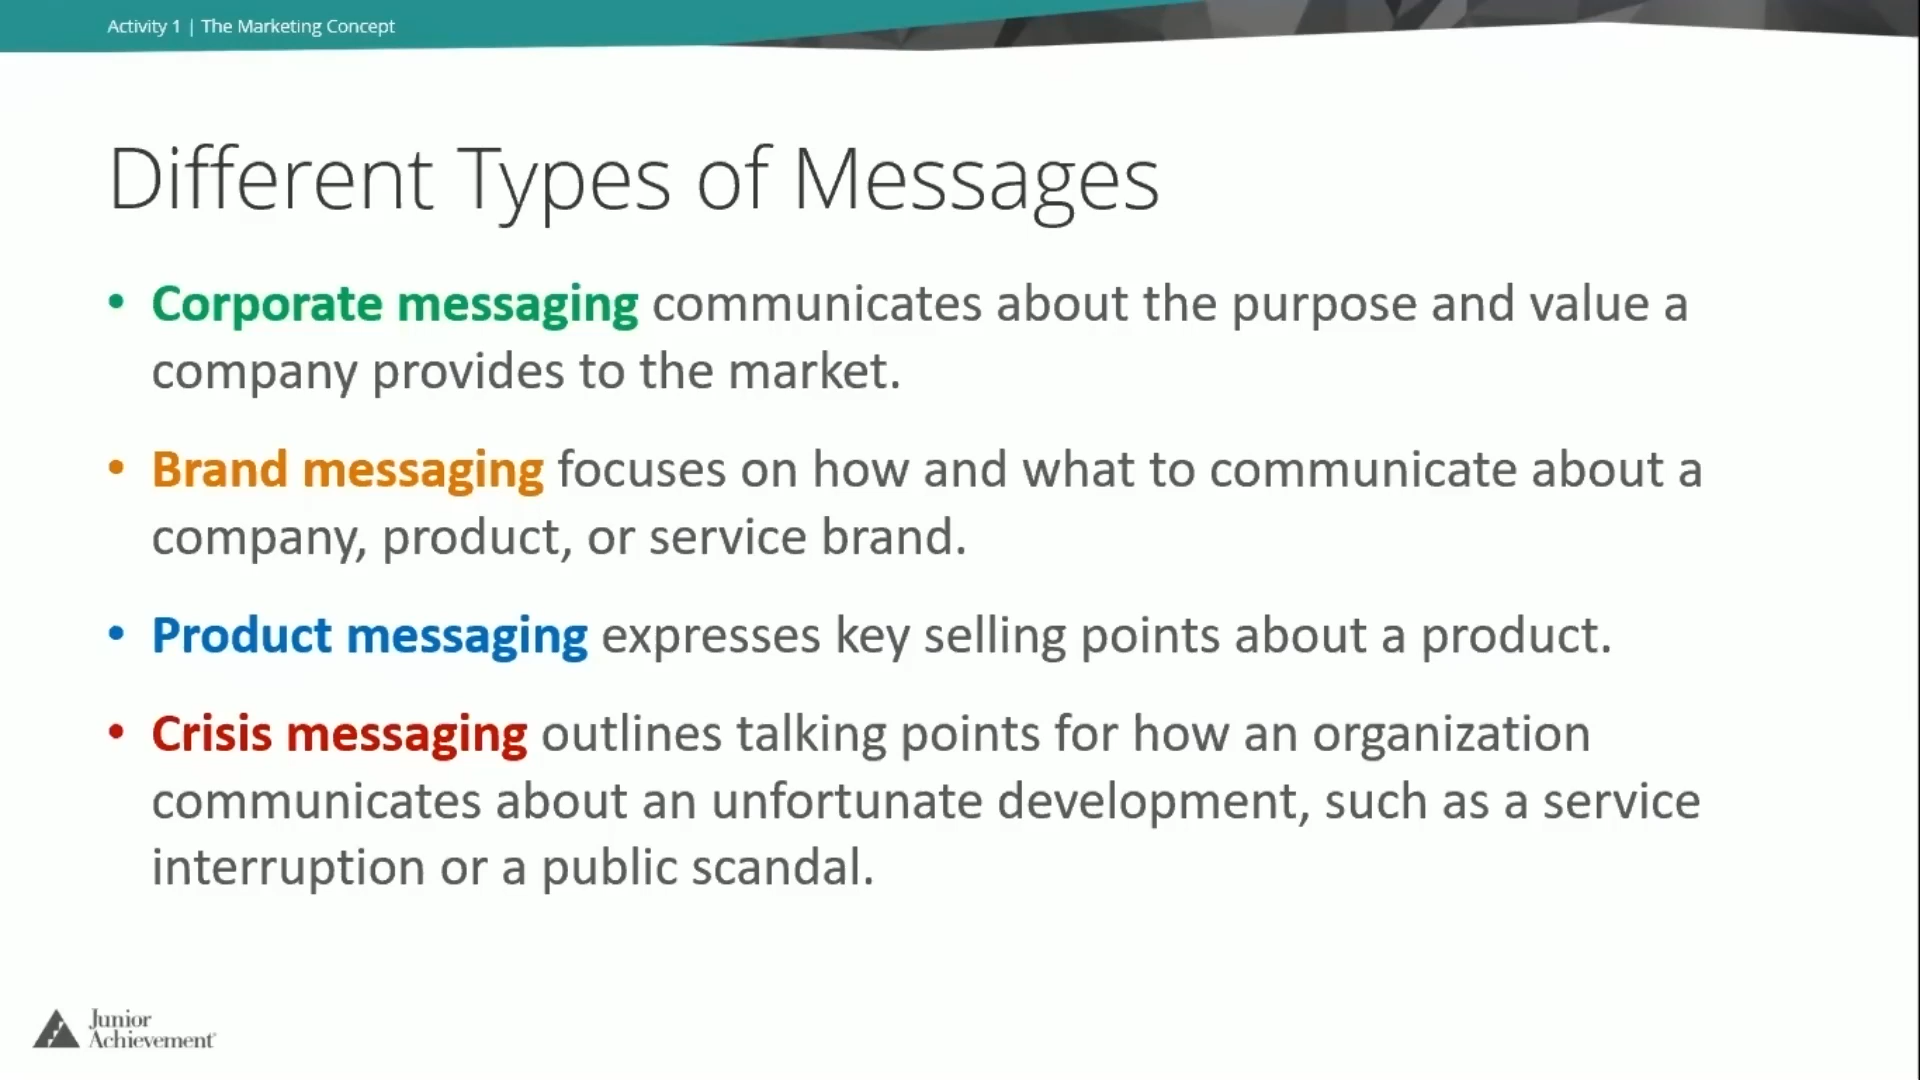 Activity 1 | The Marketing Concept
Different Types of Messages
• Corporate messaging communicates about the purpose and value a
company provides to the market.
• Brand messaging focuses on how and what to communicate about a
company, product, or service brand.
• Product messaging expresses key selling points about a product.
• Crisis messaging outlines talking points for how an organization
communicates about an unfortunate development, such as a service
interruption or a public scandal.
Junior
Achievement®